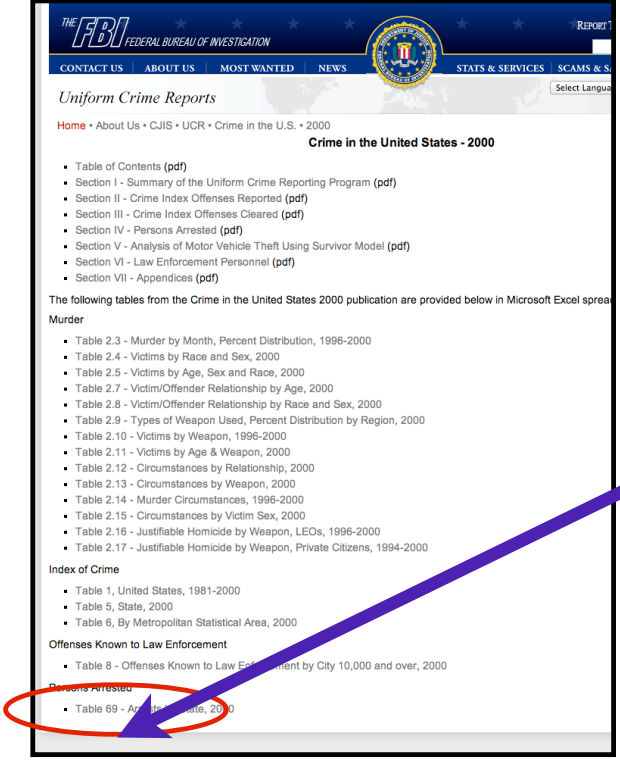 THE FBI FEDERAL BUREAU OF INVESTIGATION
REPORT T
CONTACT US ABOUT US MOST WANTED NEWS STATS & SERVICES SCAMS & SA
Select Langua
Uniform Crime Reports
Home • About Us • CJIS • UCR • Crime in the U.S. • 2000
Crime in the United States - 2000
Table of Contents (pdf)
Section I - Summary of the Uniform Crime Reporting Program (pdf)
Section II - Crime Index Offenses Reported (pdf)
Section III - Crime Index Offenses Cleared (pdf)
Section IV - Persons Arrested (pdf)
Section V - Analysis of Motor Vehicle Theft Using Survivor Model (pdf)
Section VI - Law Enforcement Personnel (pdf)
Section VII - Appendices (pdf)
The following tables from the Crime in the United States 2000 publication are provided below in Microsoft Excel sprea
Murder
Table 2.3 - Murder by Month, Percent Distribution, 1996-2000
Table 2.4 - Victims by Race and Sex, 2000
Table 2.5 - Victims by Age, Sex and Race, 2000
Table 2.7 - Victim/Offender Relationship by Age, 2000
Table 2.8 - Victim/Offender Relationship by Race and Sex, 2000
Table 2.9 - Types of Weapon Used, Percent Distribution by Region, 2000
Table 2.10 - Victims by Weapon, 1996-2000
Table 2.11 - Victims by Age & Weapon, 2000
Table 2.12 - Circumstances by Relationship, 2000
Table 2.13 - Circumstances by Weapon, 2000
Table 2.14 - Murder Circumstances, 1996-2000
Table 2.15 - Circumstances by Victim Sex, 2000
Table 2.16 - Justifiable Homicide by Weapon, LEOs, 1996-2000
Table 2.17 - Justifiable Homicide by Weapon, Private Citizens, 1994-2000
Index of Crime
Table 1, United States, 1981-2000
Table 5, State, 2000
Table 6, By Metropolitan Statistical Area, 2000
Offenses Known to Law Enforcement
Table 8 - Offenses Known to Law Enforcement by City 10,000 and over, 2000
Persons Arrested
Table 69 - Arrests by State, 2000